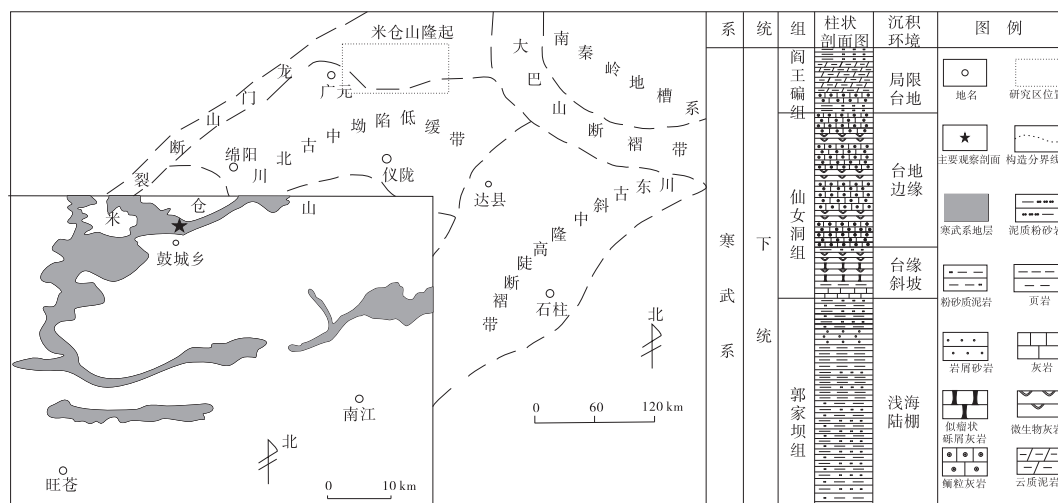 米仓山隆起
龙门山断裂
广元
大巴山断褶带
南秦岭地槽系
绵阳
川北古中坳陷低缓带
仪陇
达县
川东古中斜隆高陡断褶带
石柱
北
0 60 120 km
米仓山
鼓城乡
南江
旺苍
北
0 10 km
系
统
组
柱状
剖面图
沉积
环境
图例
寒武系
下统
阎王碥组
仙女洞组
郭家坝组
局限
台地
台地
边缘
台缘
斜坡
浅海
陆棚
地名
研究区位置
主要观察剖面
构造分界线
寒武系地层
泥质粉砂岩
粉砂质泥岩
页岩
岩屑砂岩
灰岩
似瘤状
砾屑灰岩
微生物灰岩
鲕粒灰岩
云质泥岩